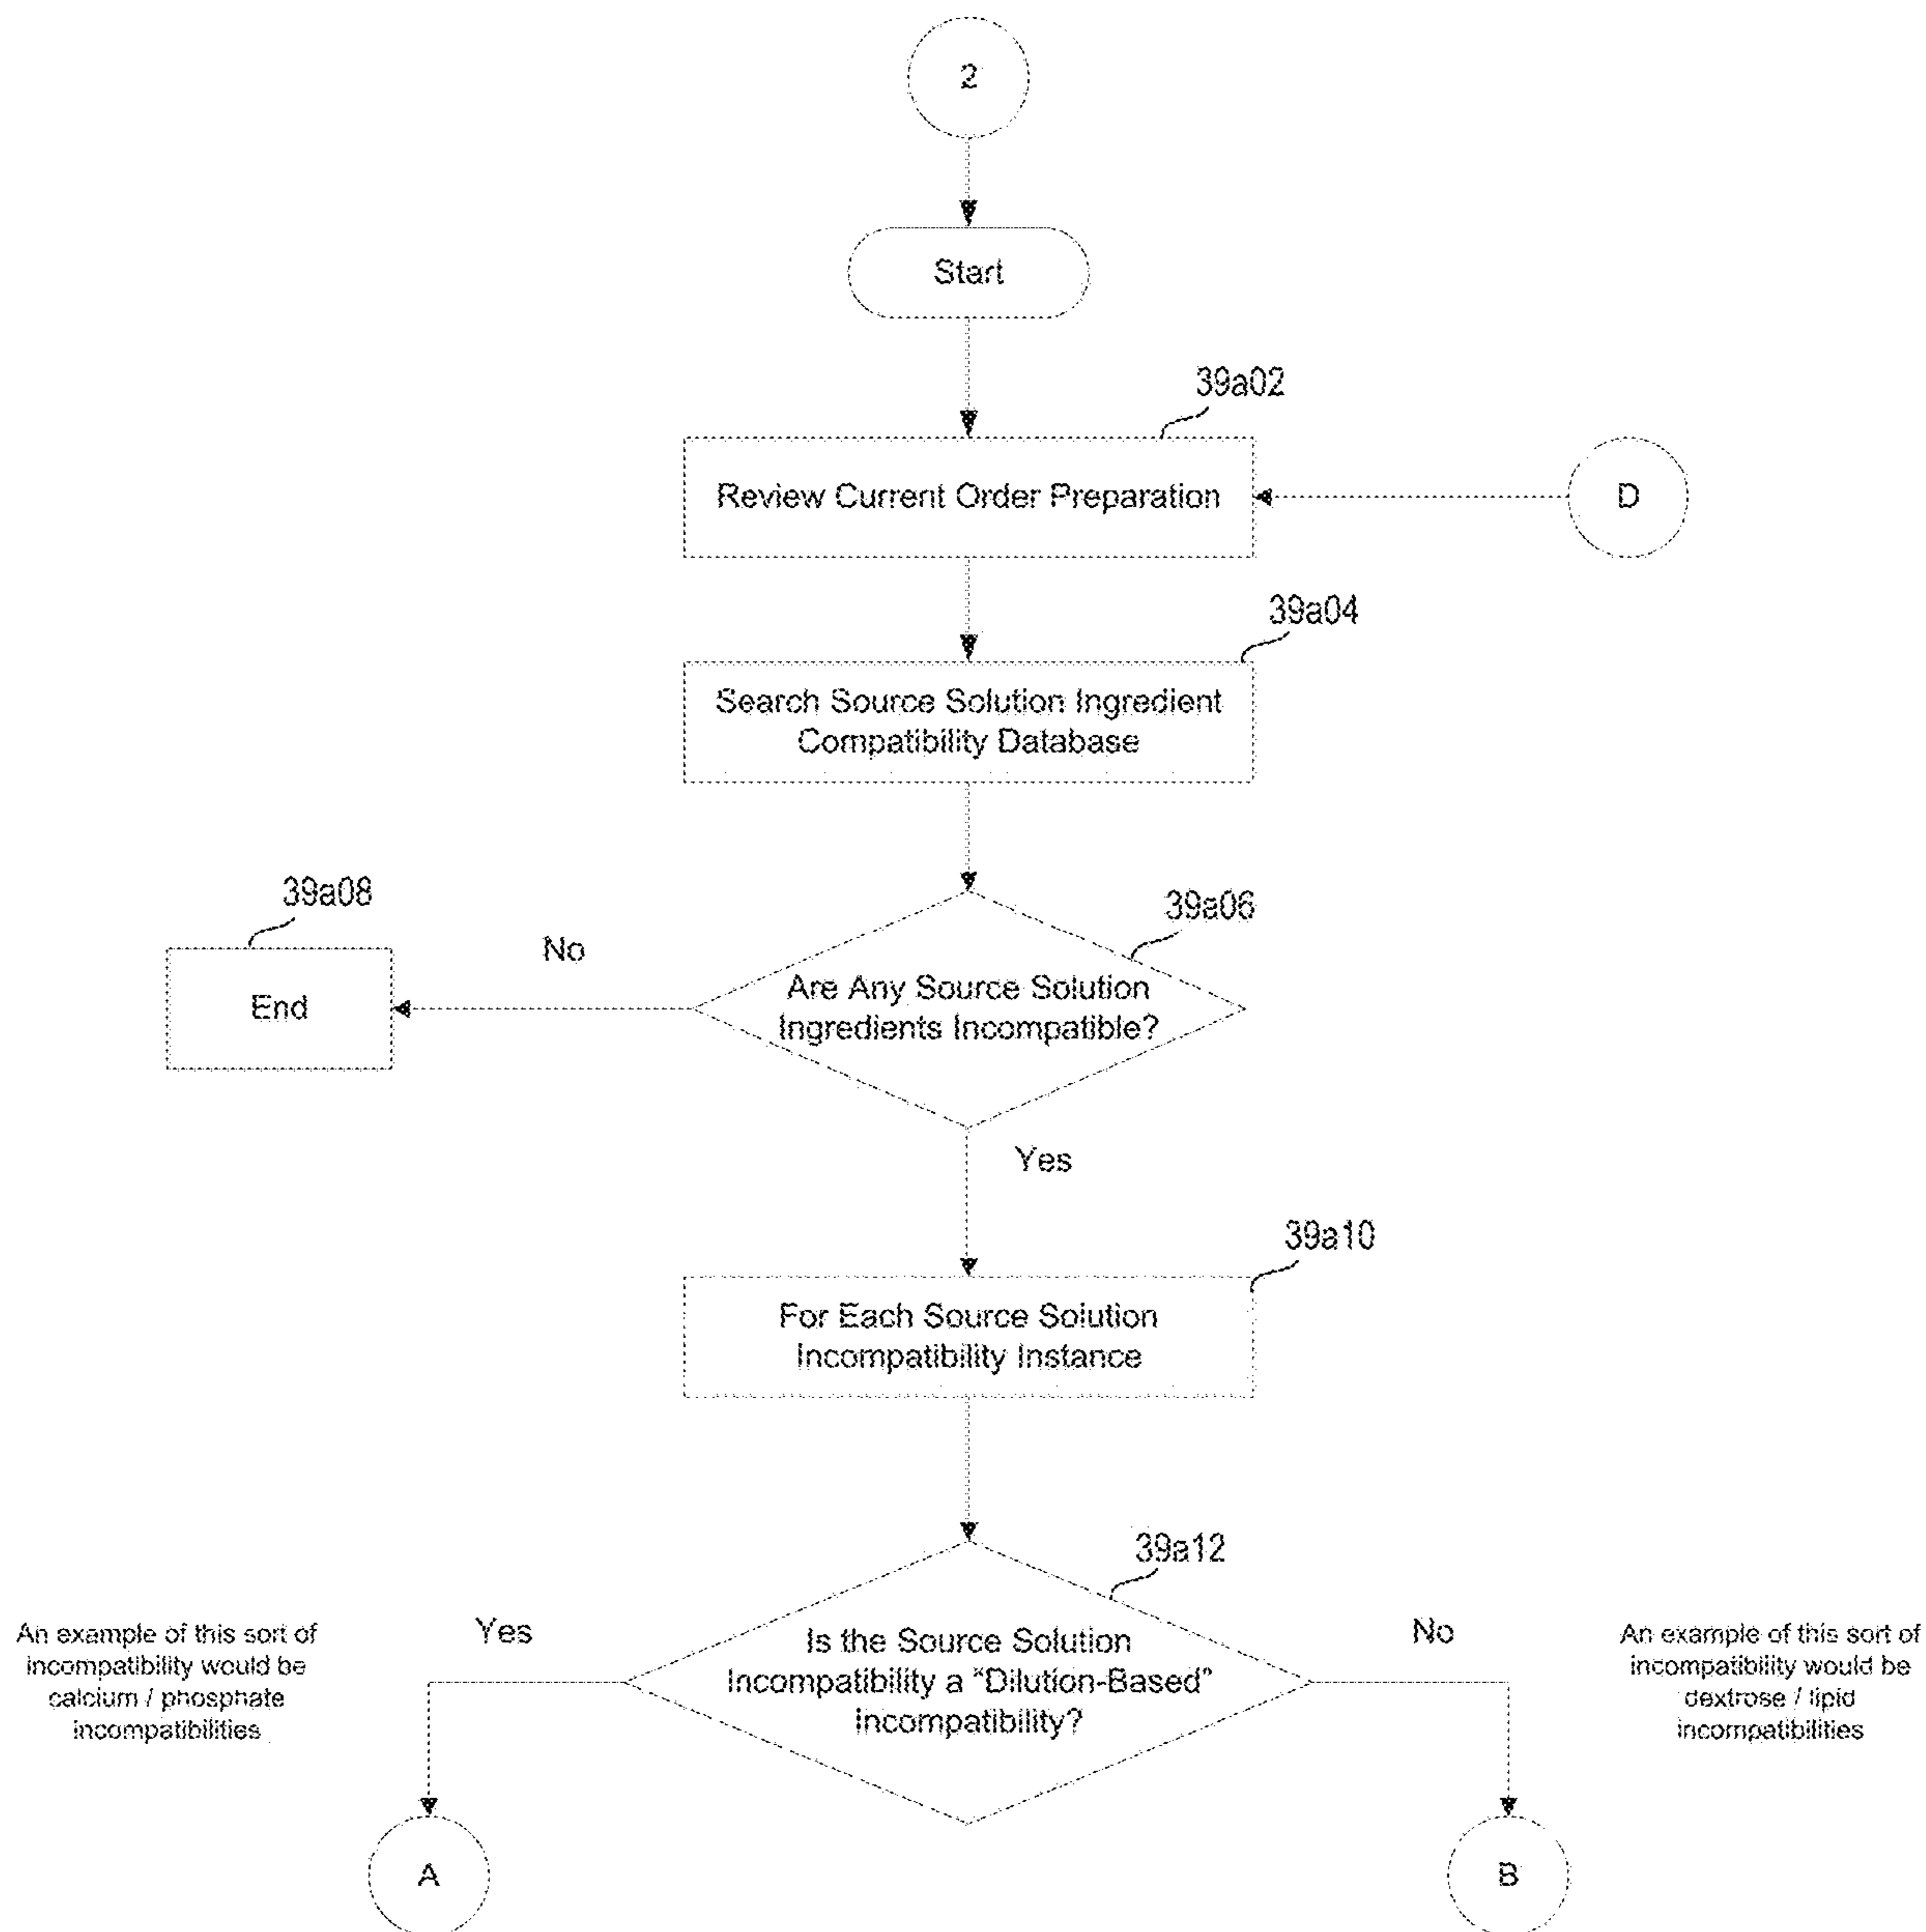 2
Start
39a02
Review Current Order Preparation
D
39a04
Search Source Solution Ingredient
Compatibility Database
39a08
39a06
No
End
Are Any Source Solution
Ingredients Incompatible?
Yes
39a10
For Each Source Solution
Incompatibility Instance
39a12
An example of this sort of
incompatibility would be
calcium / phosphate
incompatibilities
Yes
Is the Source Solution
Incompatibility a “Dilution-Based”
Incompatibility?
No
An example of this sort of
incompatibility would be
dextrose / lipid
incompatibilities
A
B